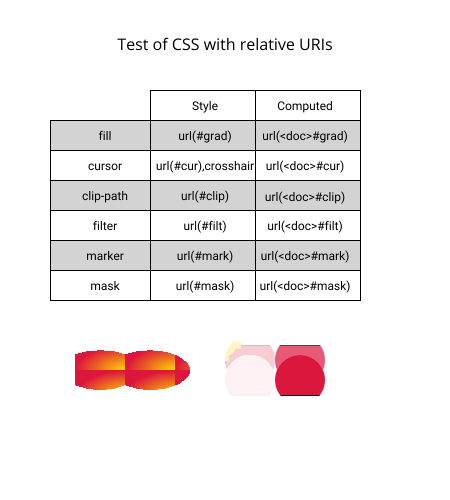 Test of CSS with relative URIs
Style Computed
fill url(#grad) url(<doc>#grad)
cursor url(#cur),crosshair url(<doc>#cur)
clip-path url(#clip) url(<doc>#clip)
filter url(#filt) url(<doc>#filt)
marker url(#mark) url(<doc>#mark)
mask url(#mask) url(<doc>#mask)